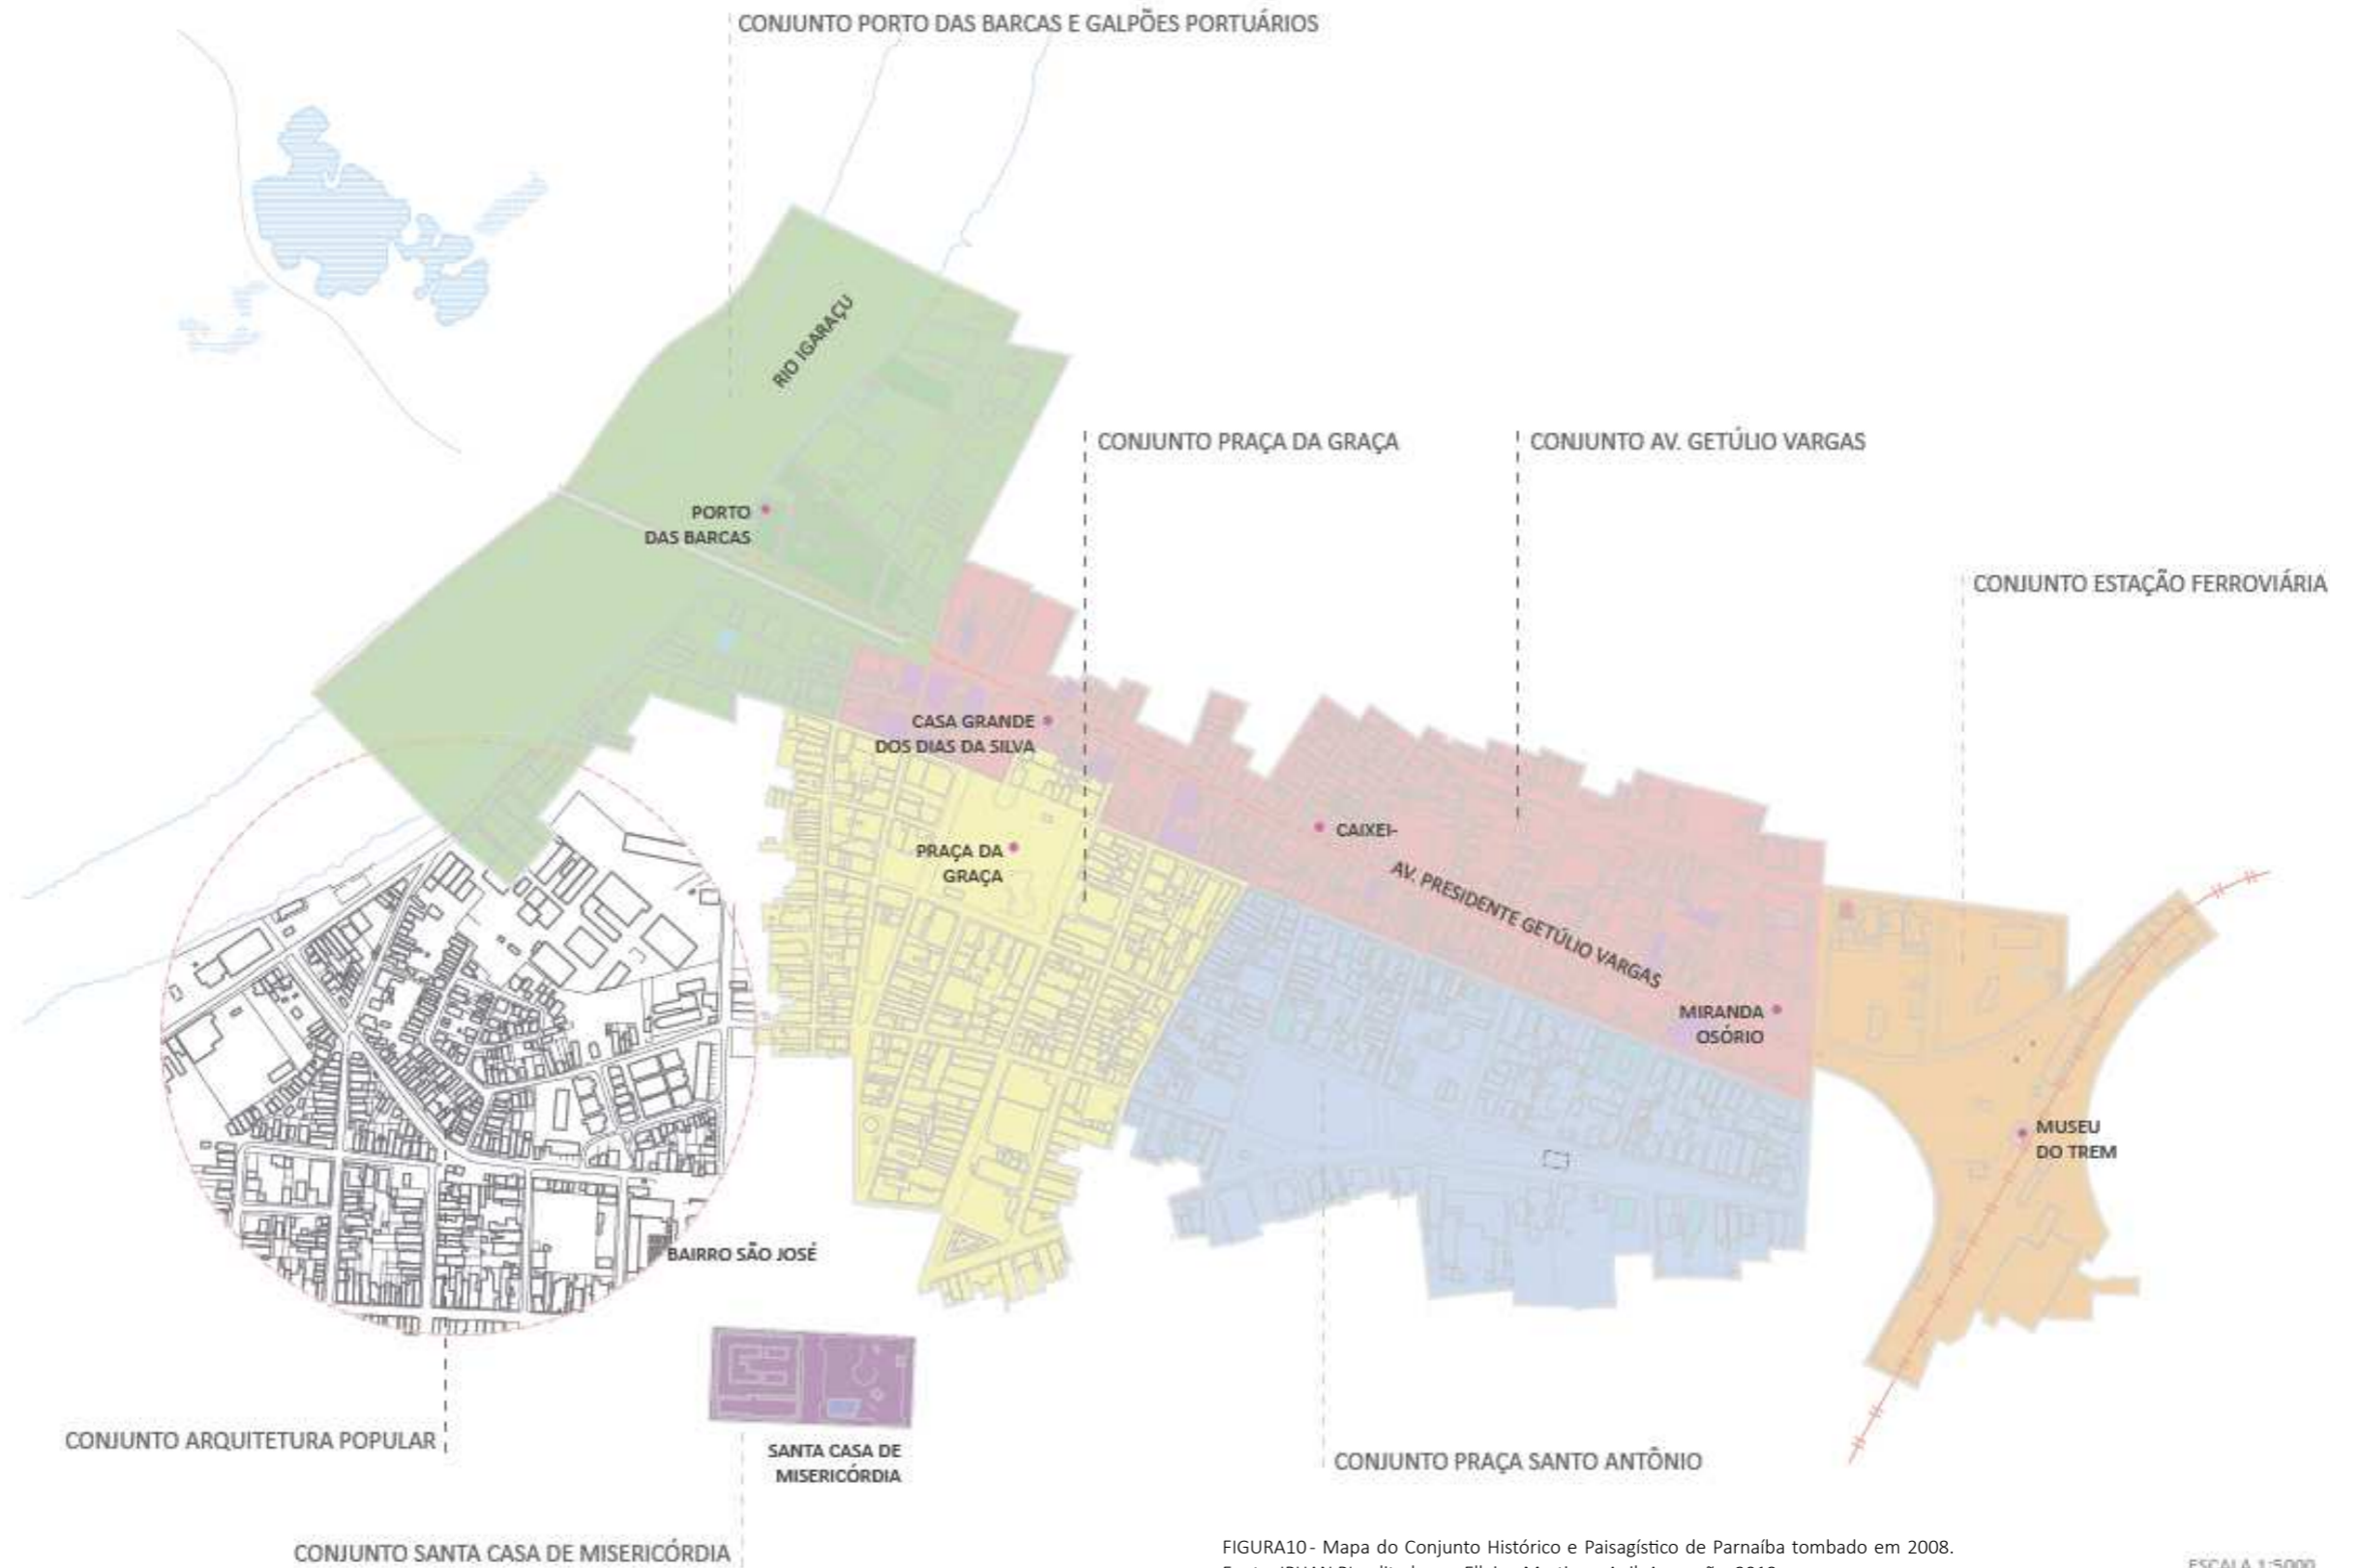 CONJUNTO PORTO DAS BARCAS E GALPÕES PORTUÁRIOS
RIO IGARAÇU
CONJUNTO PRAÇA DA GRAÇA
CONJUNTO AV. GETÚLIO VARGAS
PORTO
DAS BARCAS
CONJUNTO ESTAÇÃO FERROVIÁRIA
CASA GRANDE
DOS DIAS DA SILVA
CAIXEI-
PRAÇA DA
GRAÇA
AV. PRESIDENTE GETÚLIO VARGAS
MIRANDA
OSÓRIO
MUSEU
DO TREM
BAIRRO SÃO JOSÉ
CONJUNTO ARQUITETURA POPULAR
SANTA CASA DE
MISERICÓRDIA
CONJUNTO PRAÇA SANTO ANTÔNIO
CONJUNTO SANTA CASA DE MISERICÓRDIA
FIGURA10- Mapa do Conjunto Histórico e Paisagístico de Parnaíba tombado em 2008.
ESCALA 1:5000